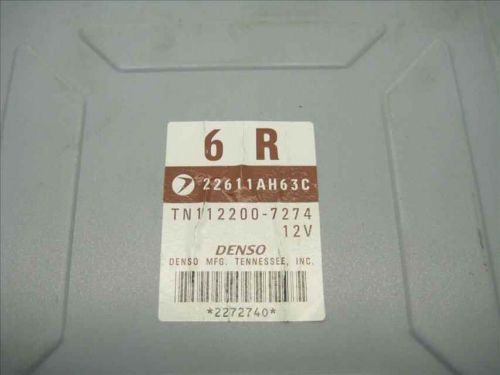 6 R
22611AH63C
TN112200-7274
12V
DENSO
DENSO MFG. TENNESSEE, INC.
*2272740*